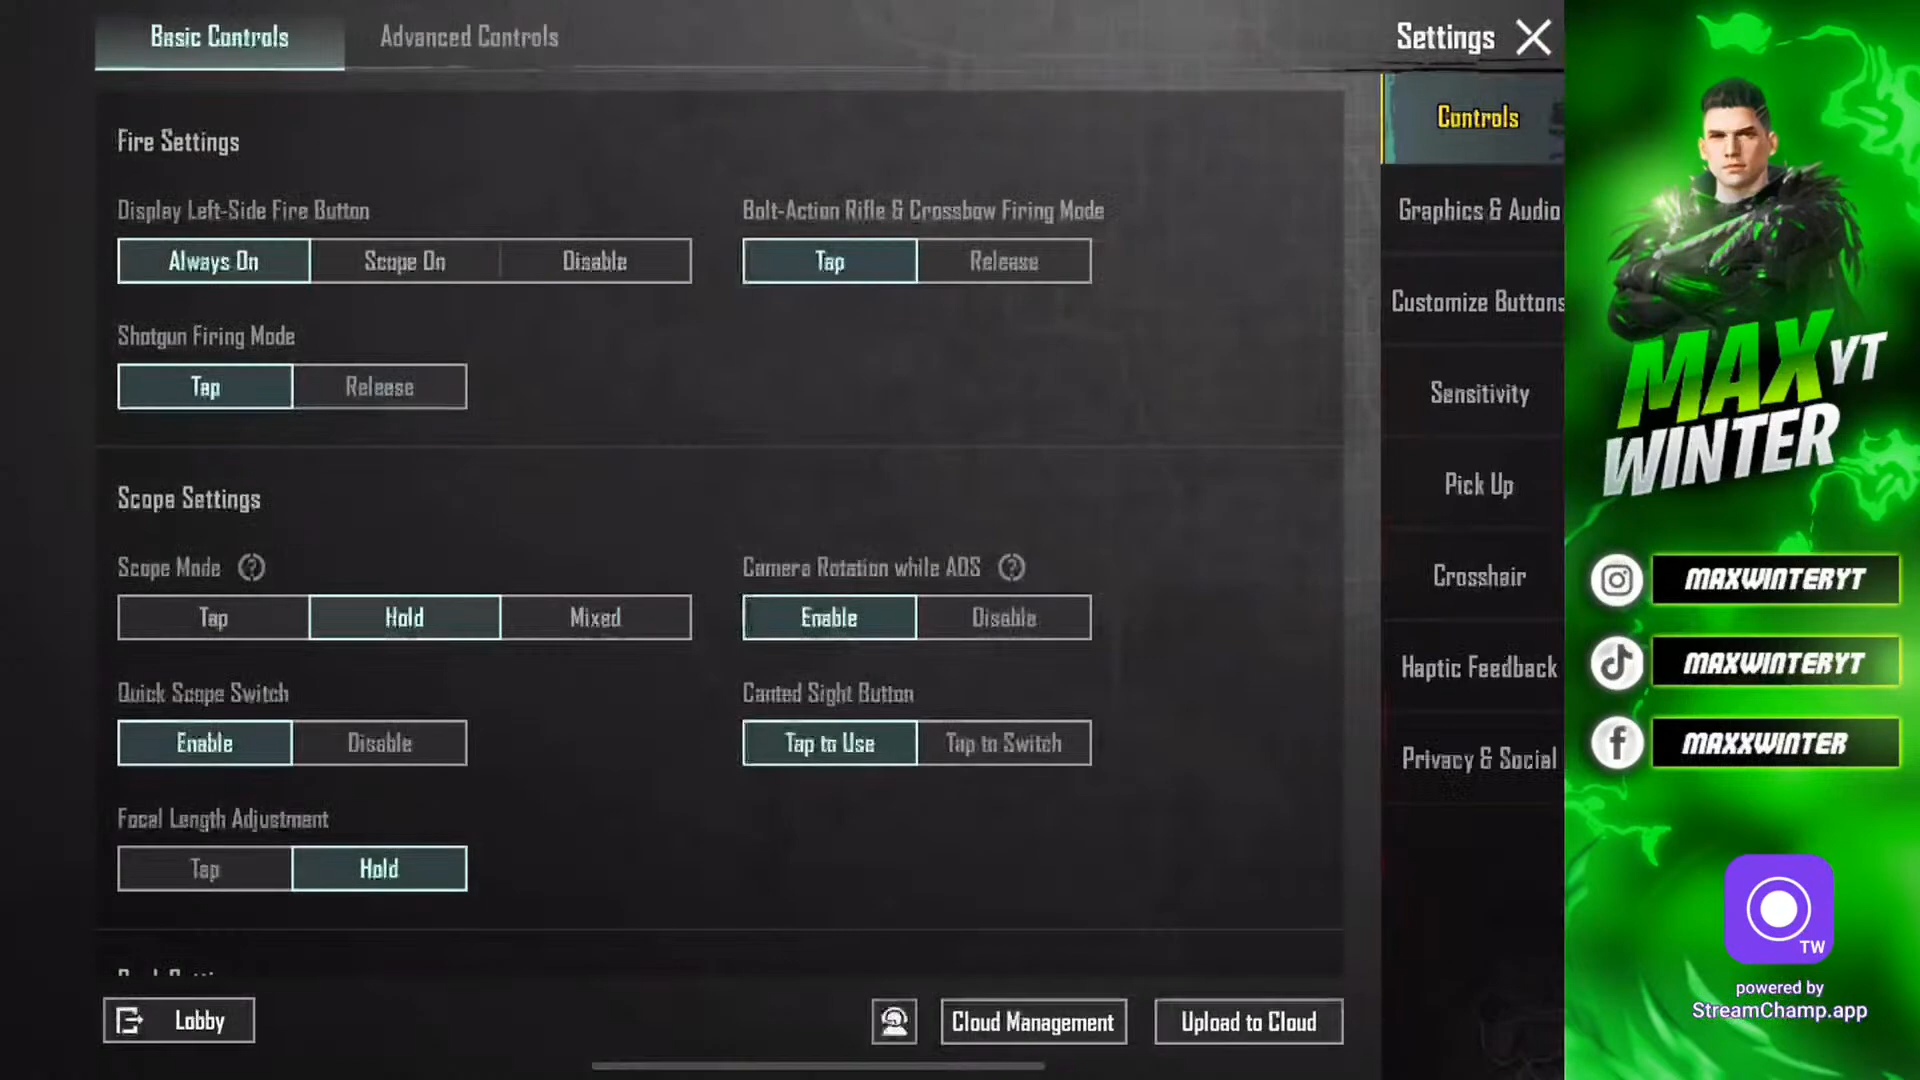 Basic Controls
Advanced Controls
Settings
Fire Settings
Display Left-Side Fire Button
Always On
Scope On
Disable
Bolt-Action Rifle & Crossbow Firing Mode
Tap
Release
Shotgun Firing Mode
Tap
Release
Scope Settings
Scope Mode ?
Tap
Hold
Mixed
Camera Rotation while ADS ?
Enable
Disable
Quick Scope Switch
Enable
Disable
Canted Sight Button
Tap to Use
Tap to Switch
Focal Length Adjustment
Tap
Hold
Lobby
Cloud Management
Upload to Cloud
Controls
Graphics & Audio
Customize Buttons
Sensitivity
Pick Up
Crosshair
Haptic Feedback
Privacy & Social
MAX YT
WINTER
MAXWINTERYT
MAXWINTERYT
MAXXWINTER
TW
powered by
StreamChamp.app